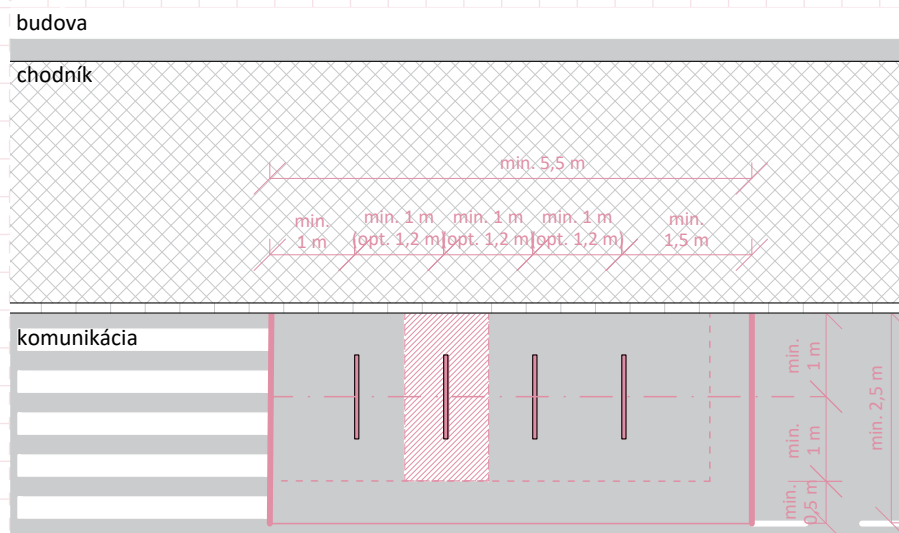 budova
chodník
min. 5,5 m
min.
1 m
min. 1 m
(opt. 1,2 m)
min. 1 m
(opt. 1,2 m)
min. 1 m
(opt. 1,2 m)
min.
1,5 m
komunikácia
min.
1 m
min.
1 m
min.
0,5 m
min. 2,5 m